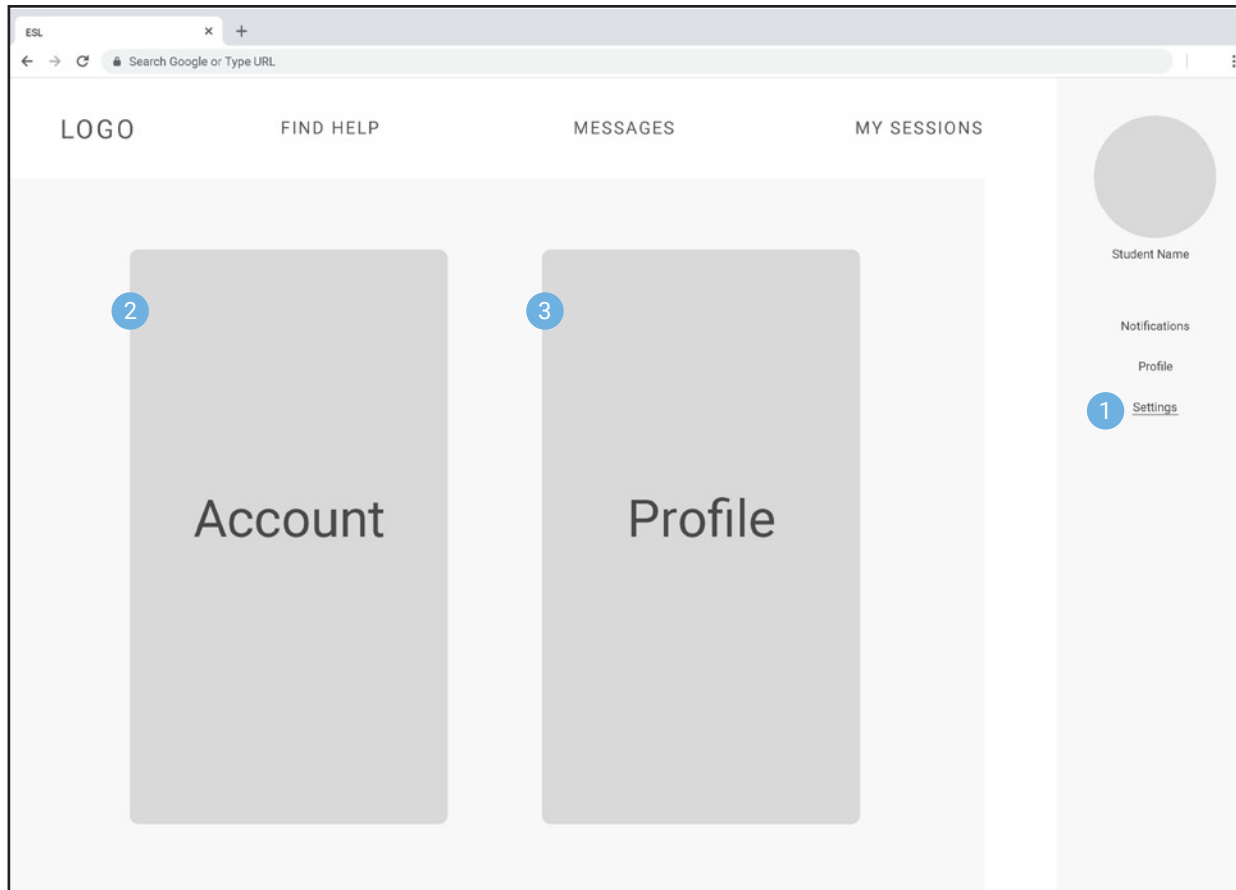 ESL
Search Google or Type URL
LOGO FIND HELP MESSAGES MY SESSIONS
Student Name
2 3
Notifications
Profile
1 Settings
Account Profile